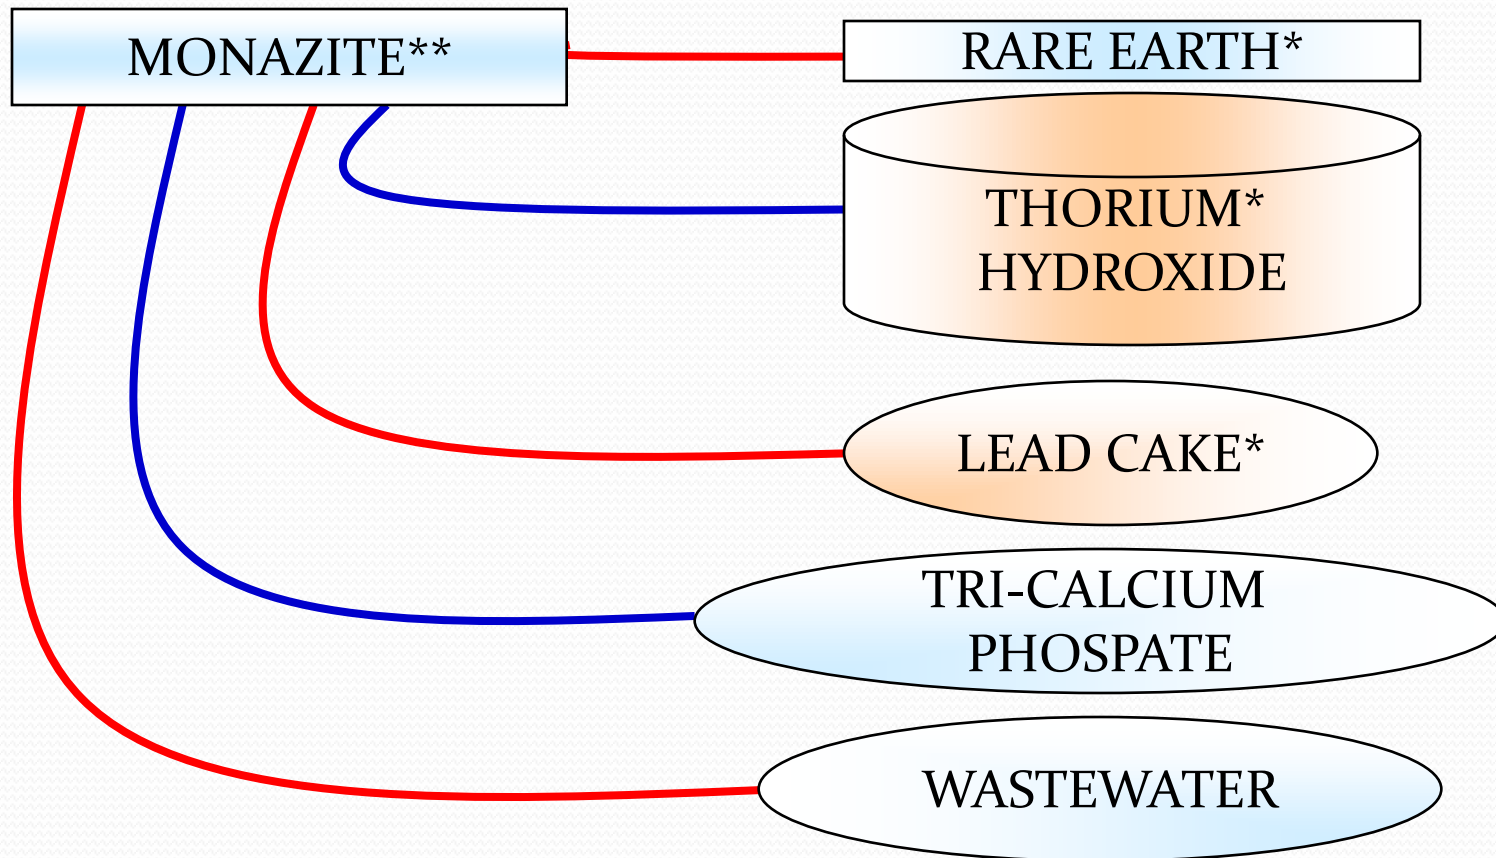 MONAZITE**
RARE EARTH*
THORIUM*
HYDROXIDE
LEAD CAKE*
TRI-CALCIUM
PHOSPATE
WASTEWATER